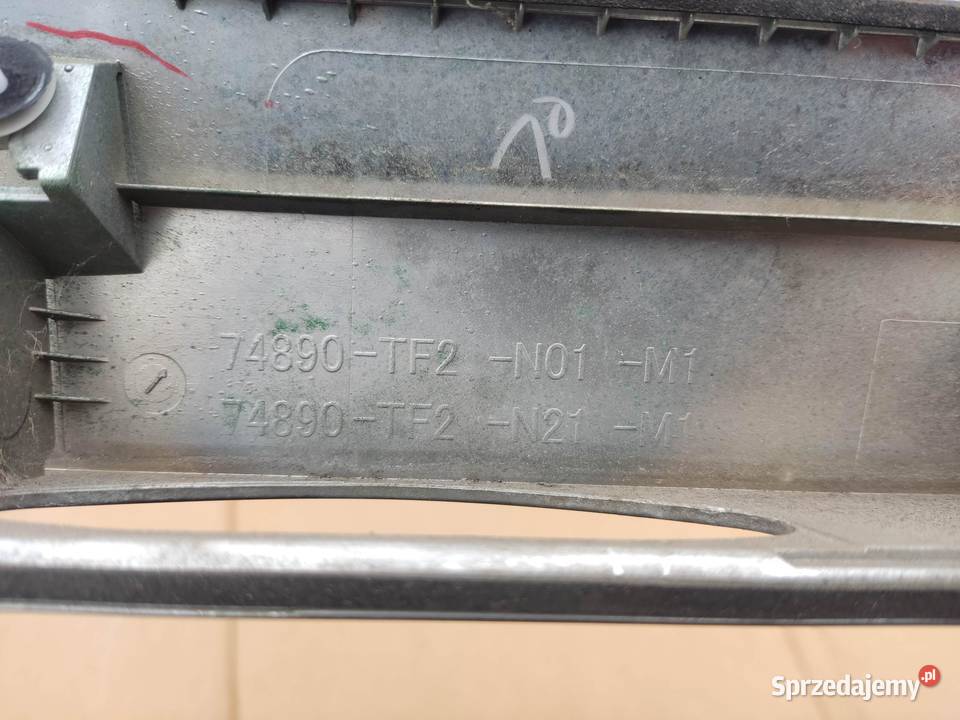 74890-TF2 -N01 -M1
74890-TF2 -N21 -M1
Sprzedajemy.pl